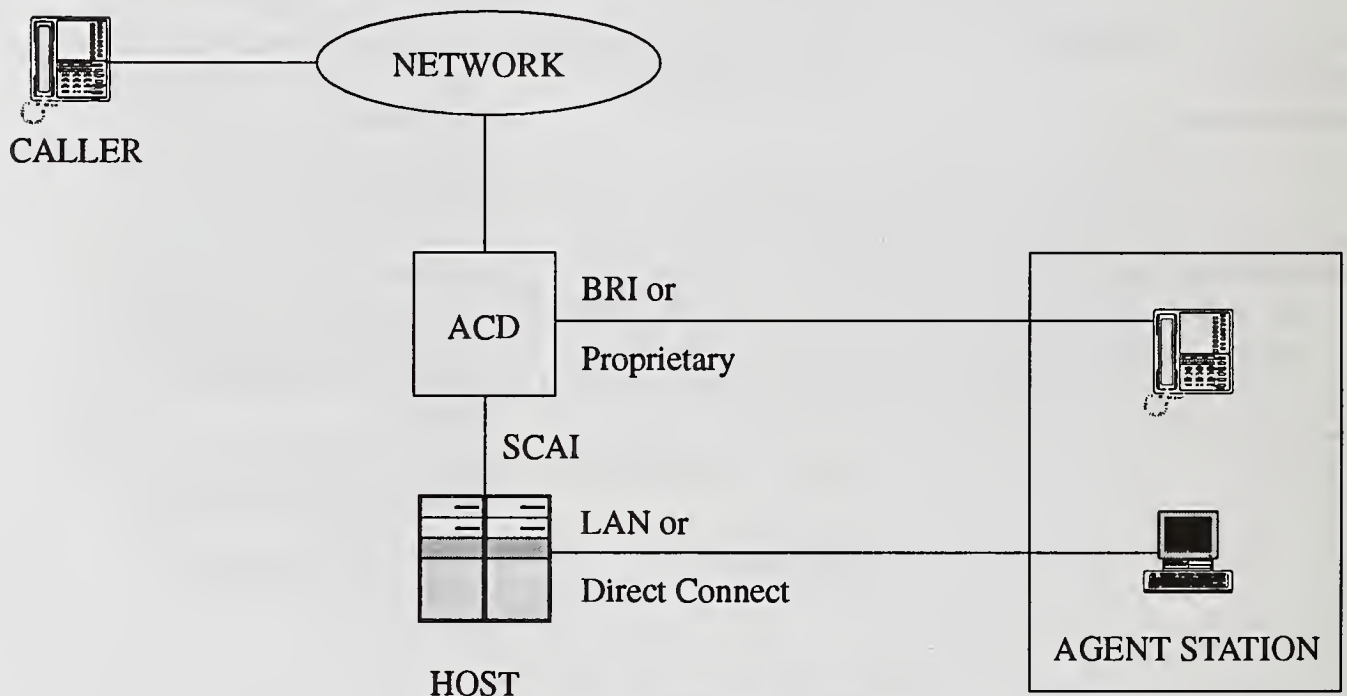 NETWORK
CALLER
ACD
BRI or
Proprietary
SCAI
LAN or
Direct Connect
HOST
AGENT STATION